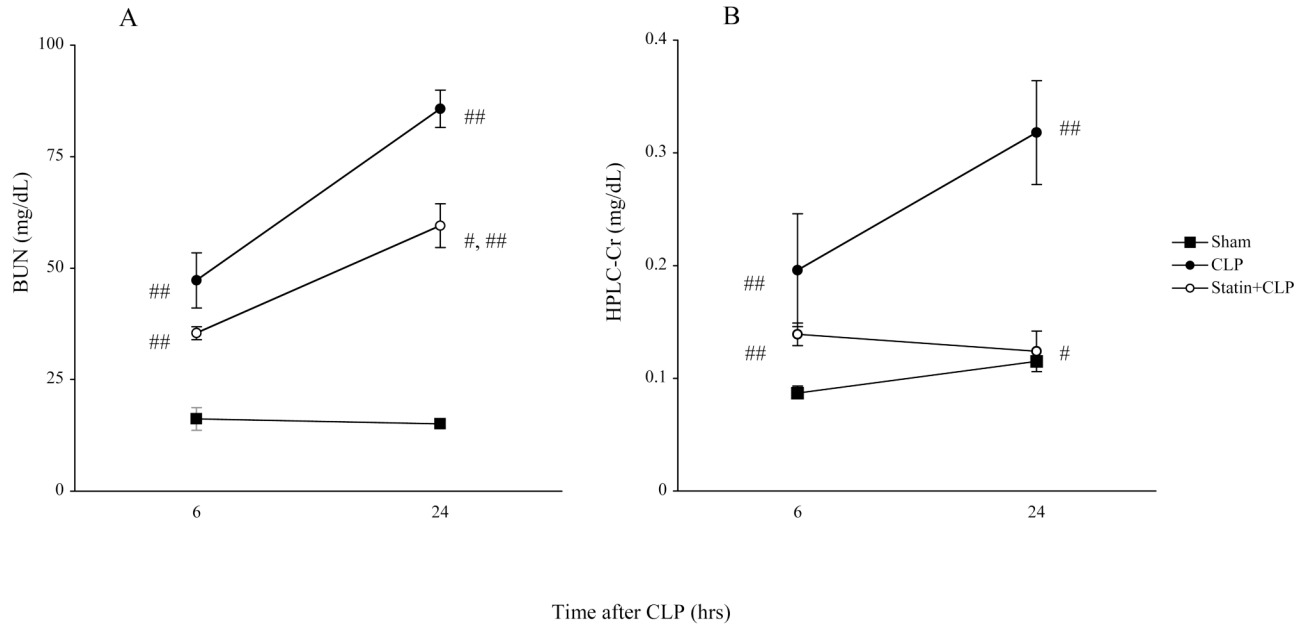 A
BUN (mg/dL)
100
75
50
25
0
##
##
##
#, ##
6
24
B
HPLC-Cr (mg/dL)
0.4
0.3
0.2
0.1
0
##
##
##
#
6
24
Sham
CLP
Statin+CLP
Time after CLP (hrs)